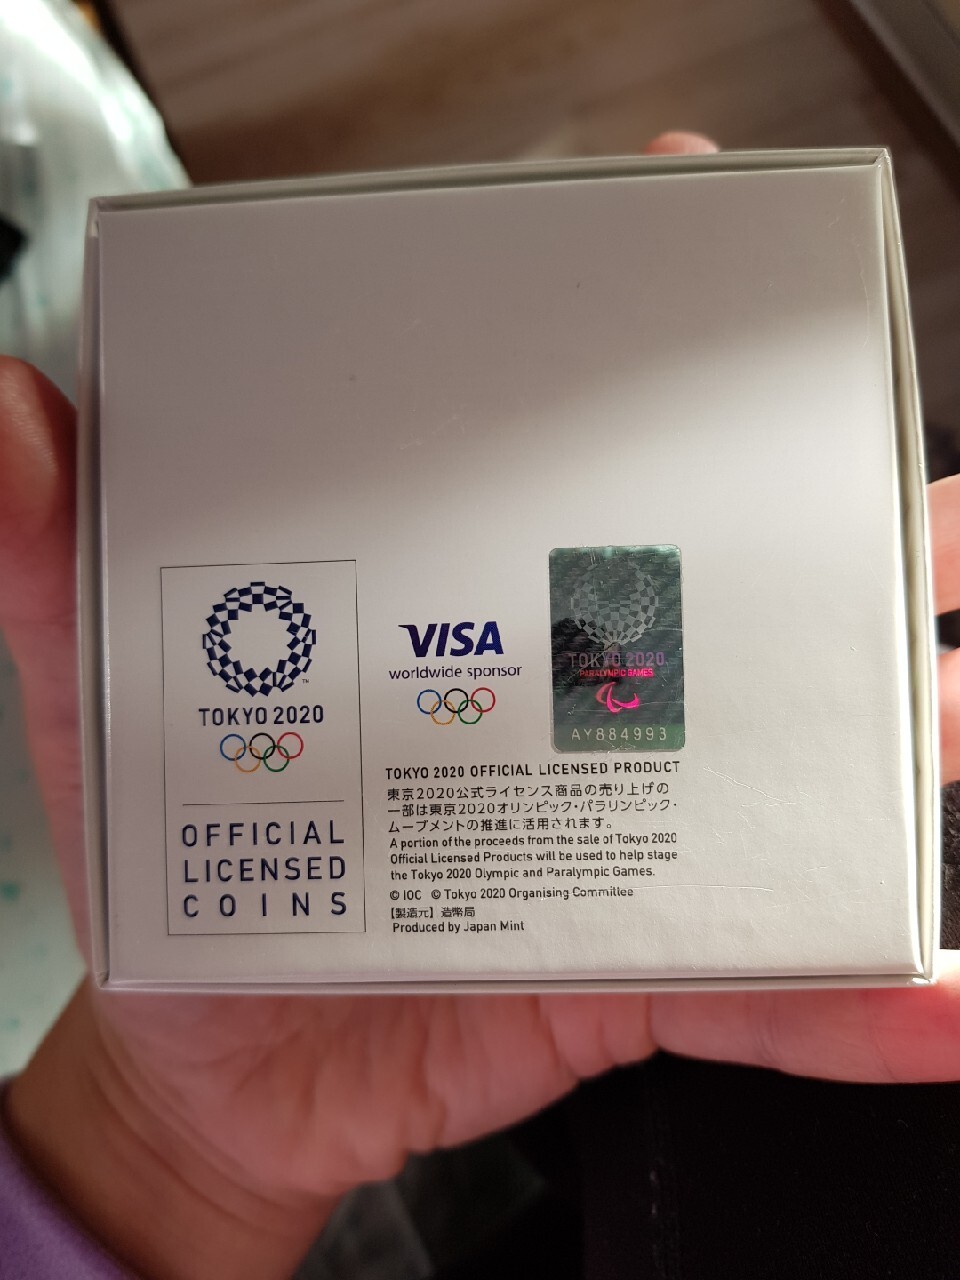 TOKYO 2020
OFFICIAL
LICENSED
COINS
VISA
worldwide sponsor
TOKYO 2020
PARALYMPIC GAMES
AY884993
TOKYO 2020 OFFICIAL LICENSED PRODUCT
東京2020公式ライセンス商品の売り上げの
一部は東京2020オリンピック・パラリンピック・
ムーブメントの推進に活用されます。
A portion of the proceeds from the sale of Tokyo 2020
Official Licensed Products will be used to help stage
the Tokyo 2020 Olympic and Paralympic Games.
© IOC © Tokyo 2020 Organising Committee
【製造元】造幣局
Produced by Japan Mint